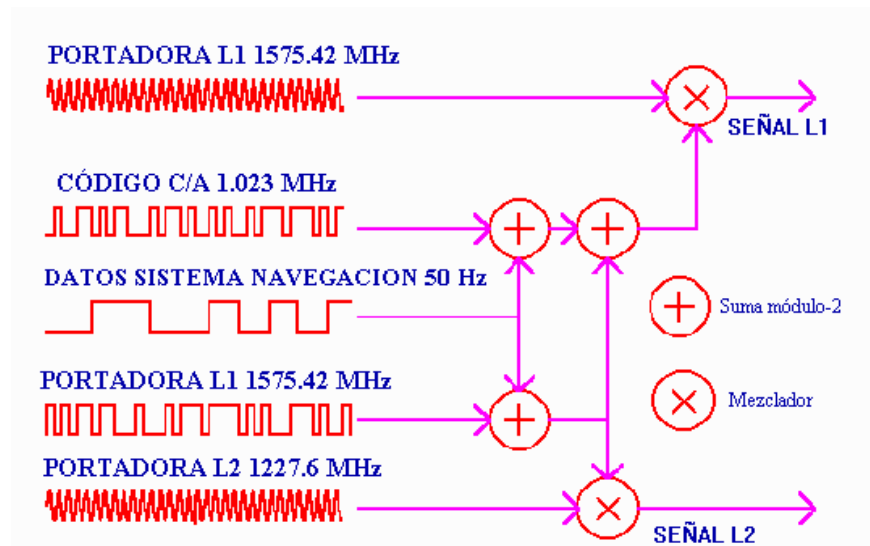 PORTADORA L1 1575.42 MHz
SEÑAL L1
CÓDIGO C/A 1.023 MHz
DATOS SISTEMA NAVEGACION 50 Hz
Suma módulo-2
PORTADORA L1 1575.42 MHz
Mezclador
PORTADORA L2 1227.6 MHz
SEÑAL L2